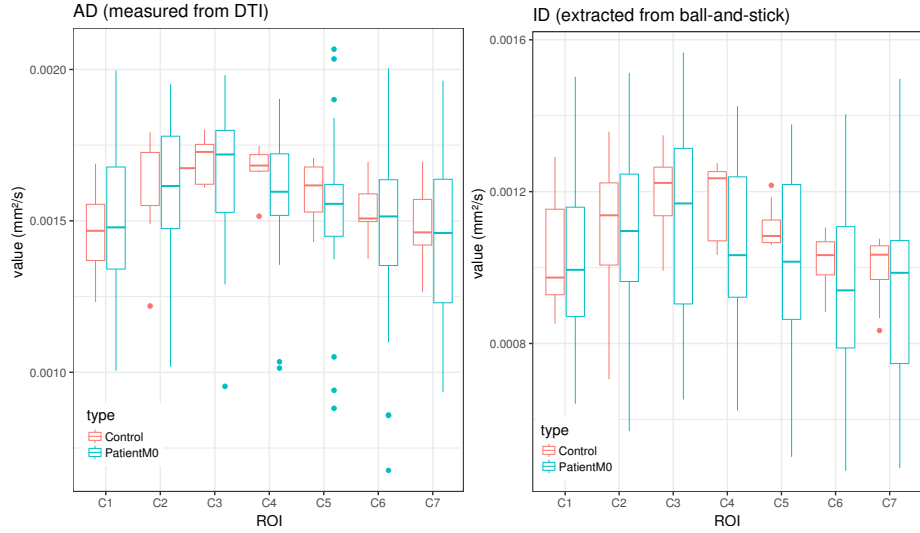 AD (measured from DTI)
value (mm²/s)
0.0020
0.0015
0.0010
type
Control
PatientM0
C1 C2 C3 C4 C5 C6 C7
ROI
ID (extracted from ball-and-stick)
value (mm²/s)
0.0016
0.0012
0.0008
type
Control
PatientM0
C1 C2 C3 C4 C5 C6 C7
ROI